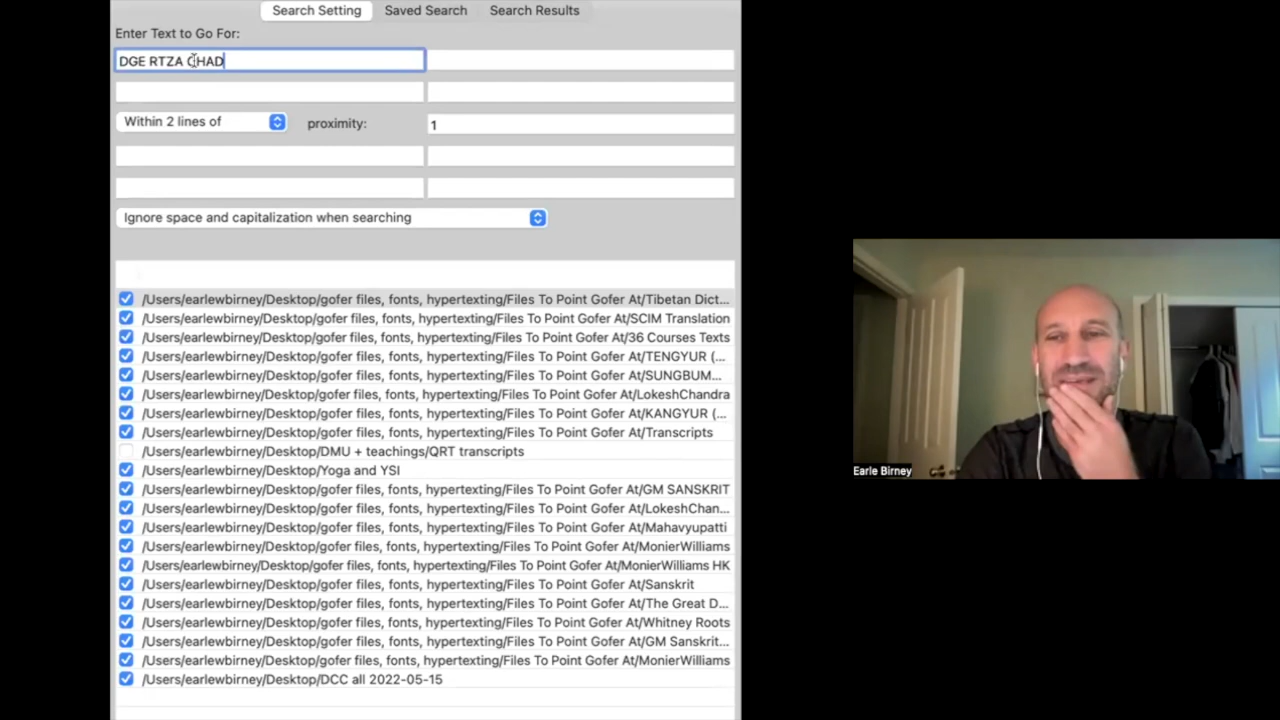 Search Setting Saved Search Search Results
Enter Text to Go For:
DGE RTZA CHAD
Within 2 lines of proximity: 1
Ignore space and capitalization when searching
/Users/earlewbirney/Desktop/gofer files, fonts, hypertexting/Files To Point Gofer At/Tibetan Dict...
/Users/earlewbirney/Desktop/gofer files, fonts, hypertexting/Files To Point Gofer At/SCIM Translation
/Users/earlewbirney/Desktop/gofer files, fonts, hypertexting/Files To Point Gofer At/36 Courses Texts
/Users/earlewbirney/Desktop/gofer files, fonts, hypertexting/Files To Point Gofer At/TENGYUR (...
/Users/earlewbirney/Desktop/gofer files, fonts, hypertexting/Files To Point Gofer At/SUNGBUM...
/Users/earlewbirney/Desktop/gofer files, fonts, hypertexting/Files To Point Gofer At/LokeshChandra
/Users/earlewbirney/Desktop/gofer files, fonts, hypertexting/Files To Point Gofer At/KANGYUR (...
/Users/earlewbirney/Desktop/gofer files, fonts, hypertexting/Files To Point Gofer At/Transcripts
/Users/earlewbirney/Desktop/DMU + teachings/QRT transcripts
/Users/earlewbirney/Desktop/Yoga and YSI
/Users/earlewbirney/Desktop/gofer files, fonts, hypertexting/Files To Point Gofer At/GM SANSKRIT
/Users/earlewbirney/Desktop/gofer files, fonts, hypertexting/Files To Point Gofer At/LokeshChan...
/Users/earlewbirney/Desktop/gofer files, fonts, hypertexting/Files To Point Gofer At/Mahavyupatti
/Users/earlewbirney/Desktop/gofer files, fonts, hypertexting/Files To Point Gofer At/MonierWilliams
/Users/earlewbirney/Desktop/gofer files, fonts, hypertexting/Files To Point Gofer At/MonierWilliams HK
/Users/earlewbirney/Desktop/gofer files, fonts, hypertexting/Files To Point Gofer At/Sanskrit
/Users/earlewbirney/Desktop/gofer files, fonts, hypertexting/Files To Point Gofer At/The Great D...
/Users/earlewbirney/Desktop/gofer files, fonts, hypertexting/Files To Point Gofer At/Whitney Roots
/Users/earlewbirney/Desktop/gofer files, fonts, hypertexting/Files To Point Gofer At/GM Sanskrit...
/Users/earlewbirney/Desktop/gofer files, fonts, hypertexting/Files To Point Gofer At/MonierWilliams
/Users/earlewbirney/Desktop/DCC all 2022-05-15
Earle Birney